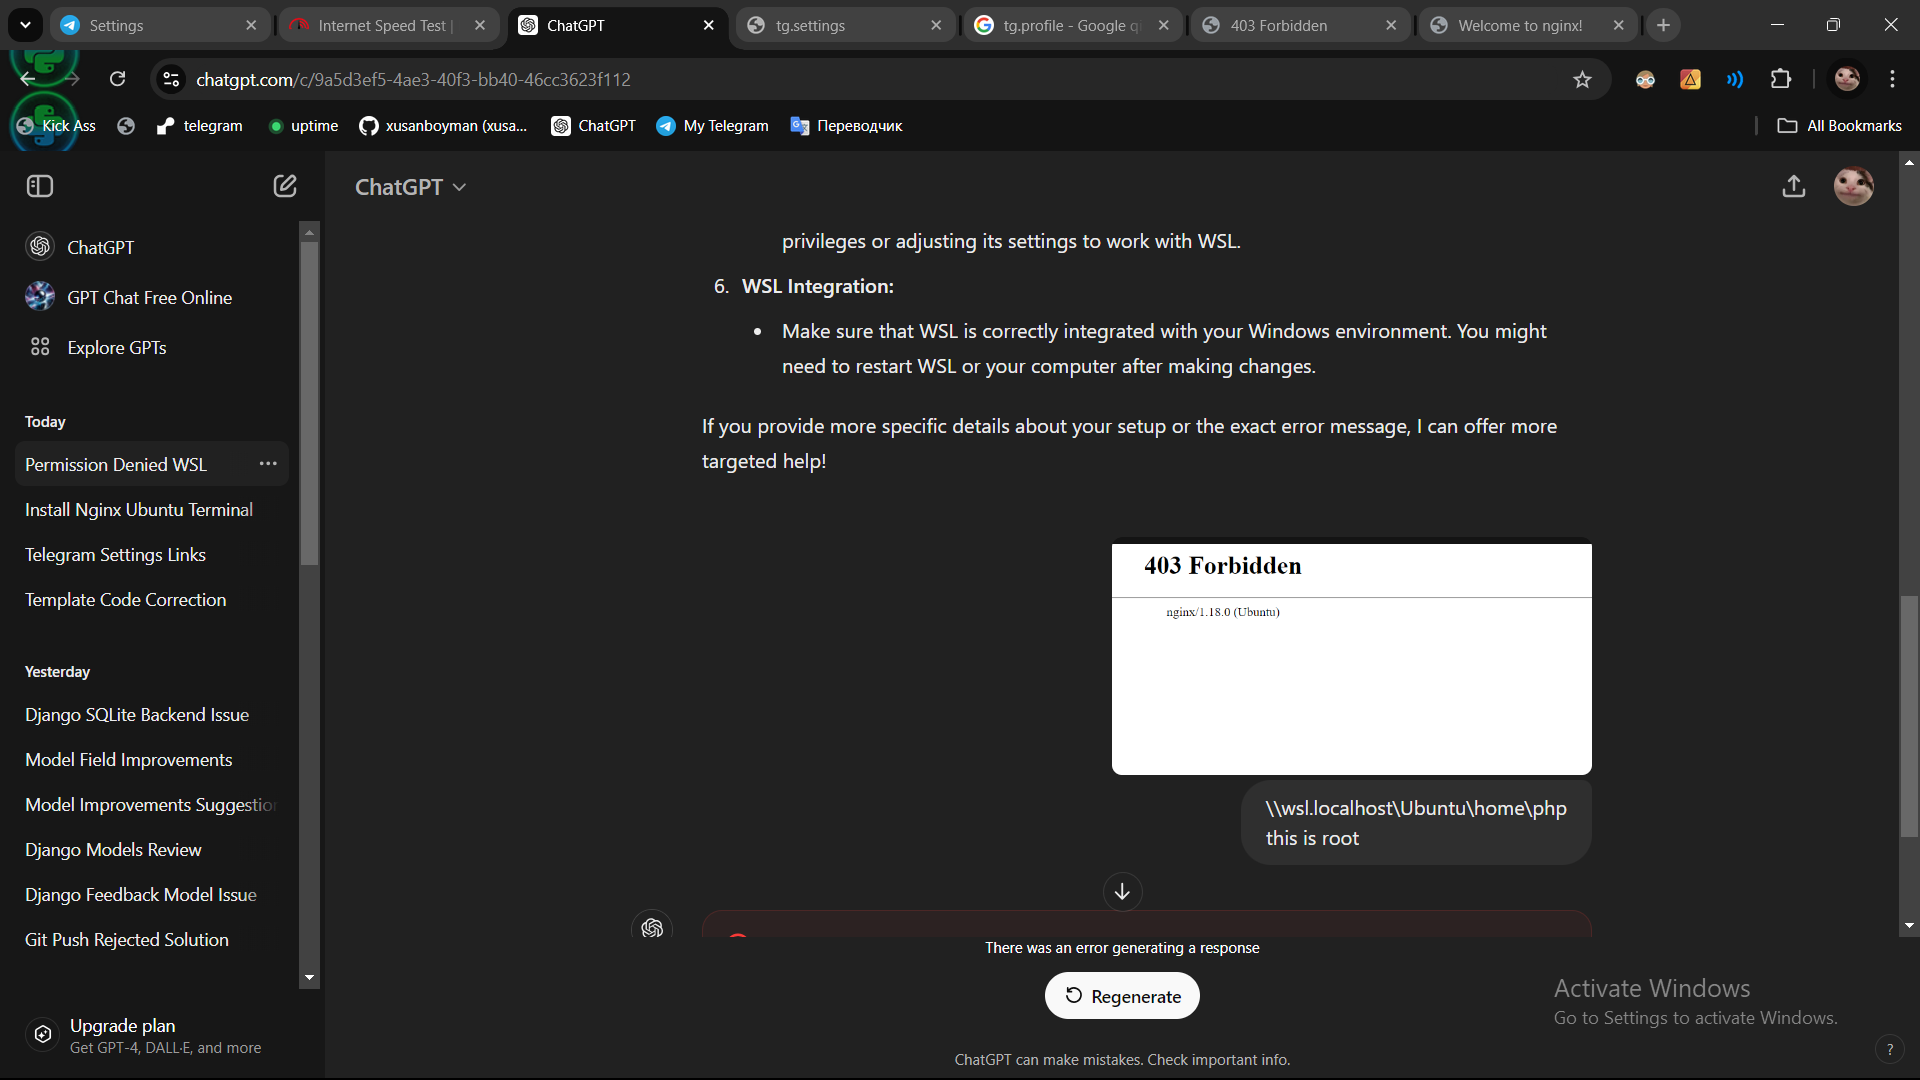 Settings
Internet Speed Test |
ChatGPT
tg.settings
tg.profile - Google qi
403 Forbidden
Welcome to nginx!
chatgpt.com/c/9a5d3ef5-4ae3-40f3-bb40-46cc3623f112
Kick Ass
telegram
uptime
xusanboyman (xusa...
ChatGPT
My Telegram
Переводчик
All Bookmarks
ChatGPT
GPT Chat Free Online
Explore GPTs
Today
Permission Denied WSL
Install Nginx Ubuntu Terminal
Telegram Settings Links
Template Code Correction
Yesterday
Django SQLite Backend Issue
Model Field Improvements
Model Improvements Suggestion
Django Models Review
Django Feedback Model Issue
Git Push Rejected Solution
Upgrade plan
Get GPT-4, DALL·E, and more
ChatGPT
privileges or adjusting its settings to work with WSL.
6. WSL Integration:
• Make sure that WSL is correctly integrated with your Windows environment. You might
need to restart WSL or your computer after making changes.
If you provide more specific details about your setup or the exact error message, I can offer more
targeted help!
403 Forbidden
nginx/1.18.0 (Ubuntu)
\\wsl.localhost\Ubuntu\home\php
this is root
There was an error generating a response
Regenerate
ChatGPT can make mistakes. Check important info.
Activate Windows
Go to Settings to activate Windows.
?